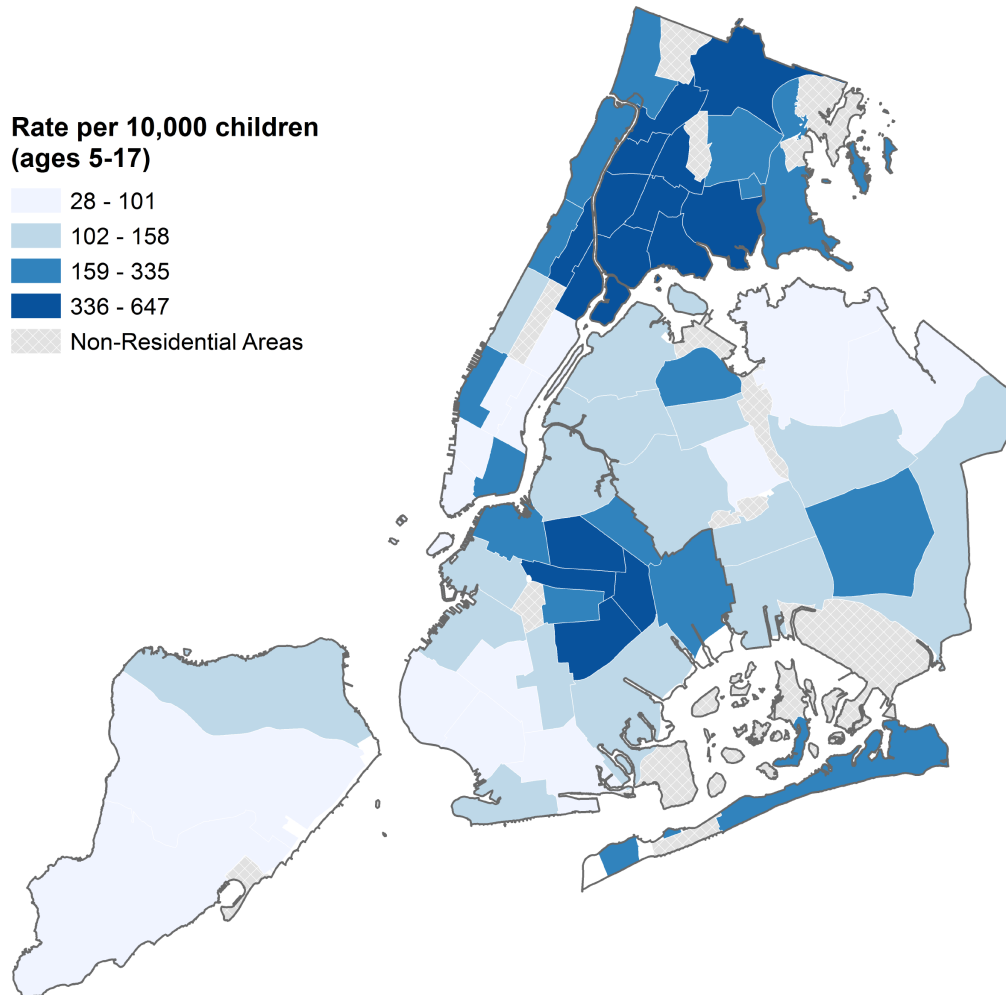 Rate per 10,000 children
(ages 5-17)
28 - 101
102 - 158
159 - 335
336 - 647
Non-Residential Areas